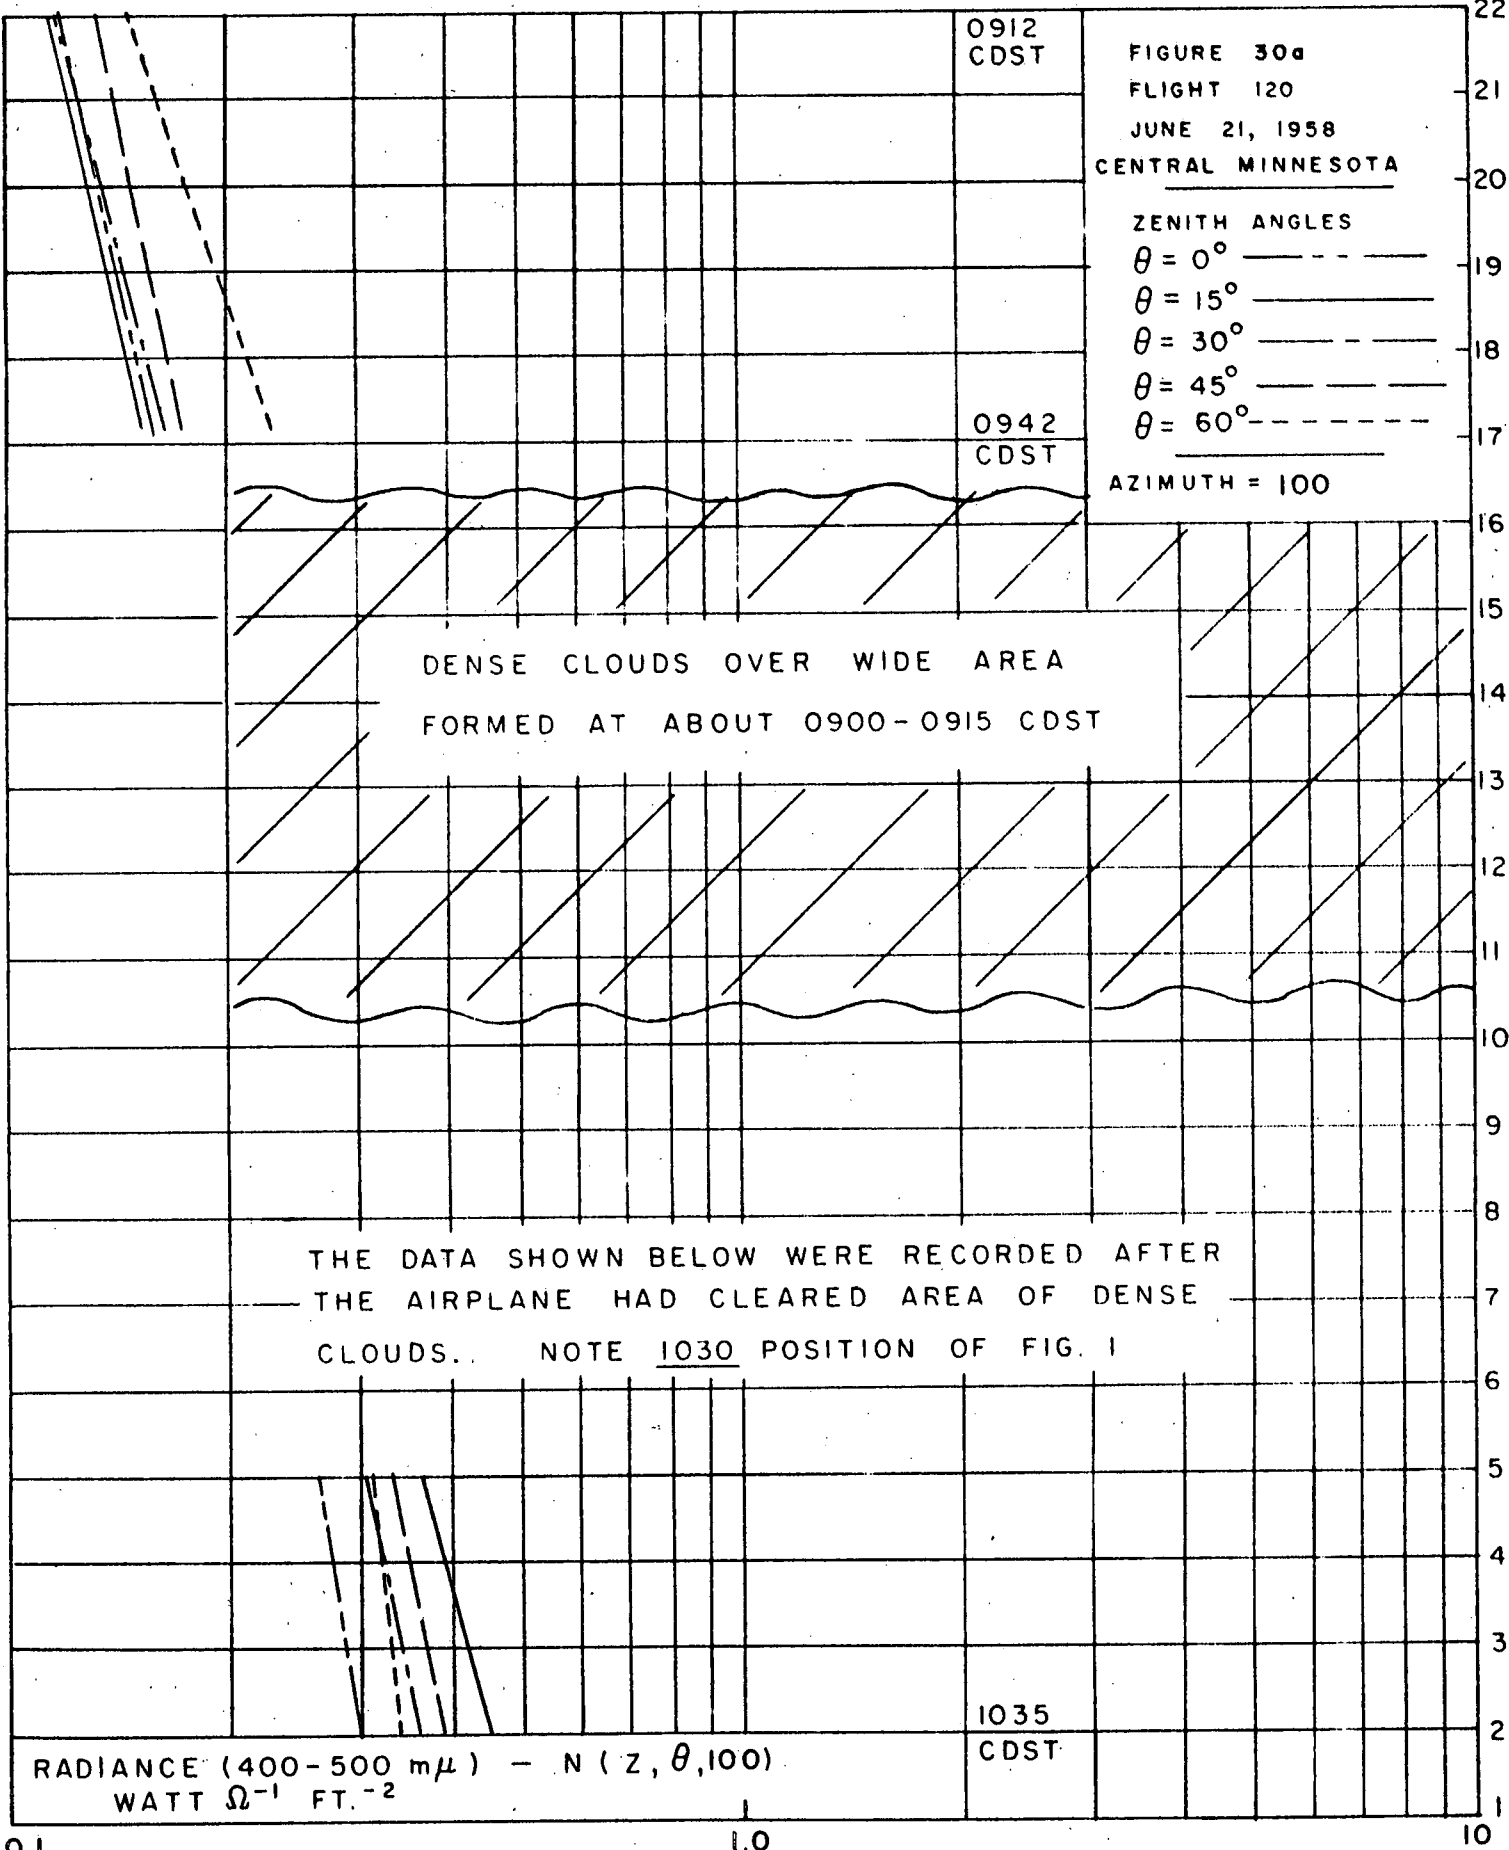 22
0912
CDST
FIGURE 30a
FLIGHT 120
21
JUNE 21, 1958
CENTRAL MINNESOTA
20
ZENITH ANGLES
θ = 0°
19
θ = 15°
θ = 30°
18
θ = 45°
θ = 60°
0942
CDST
17
AZIMUTH = 100
16
15
DENSE CLOUDS OVER WIDE AREA
14
FORMED AT ABOUT 0900-0915 CDST
13
12
11
10
9
8
THE DATA SHOWN BELOW WERE RECORDED AFTER
THE AIRPLANE HAD CLEARED AREA OF DENSE
7
CLOUDS. NOTE 1030 POSITION OF FIG. 1
6
5
4
3
1035
CDST
2
RADIANCE (400-500 mμ) - N ( Z, θ,100)
WATT Ω⁻¹ FT.⁻²
1
0.1 1.0 10